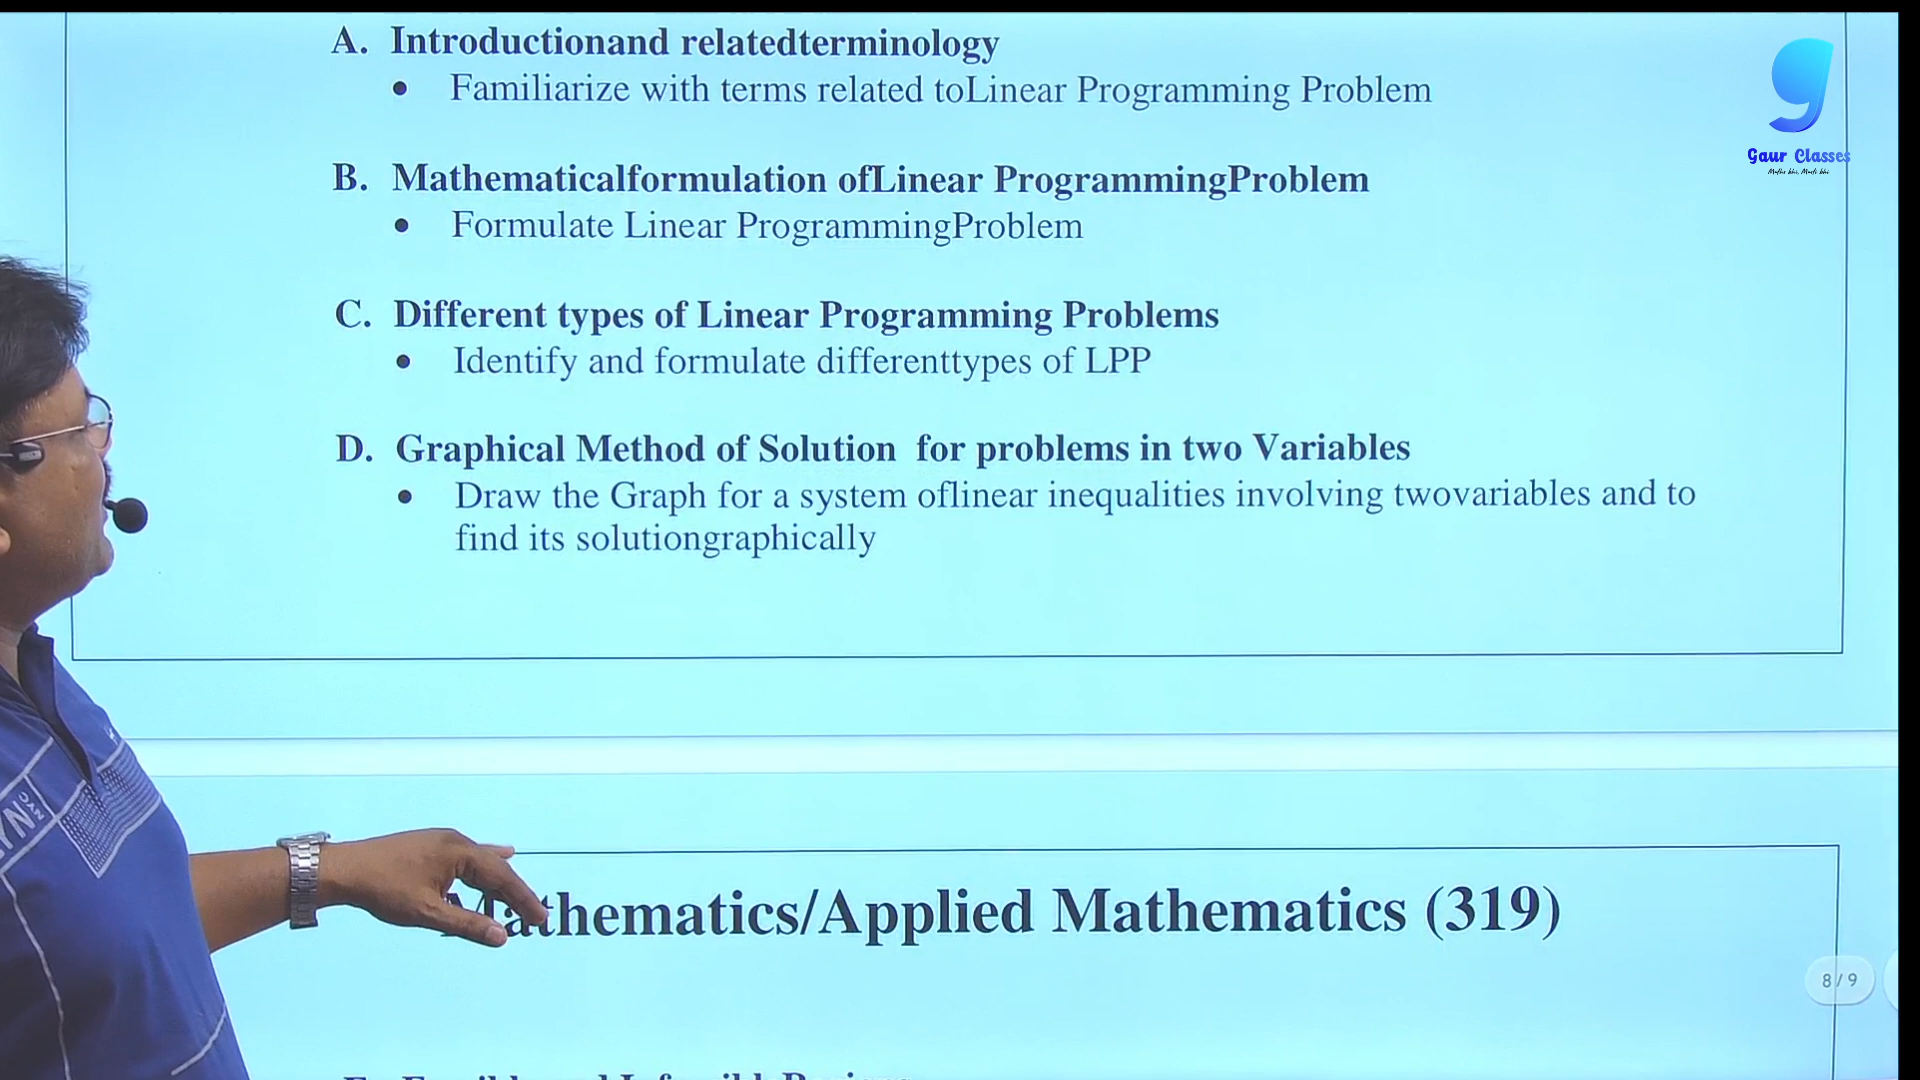 A. Introductionand relatedterminology
• Familiarize with terms related toLinear Programming Problem
B. Mathematicalformulation ofLinear ProgrammingProblem
• Formulate Linear ProgrammingProblem
C. Different types of Linear Programming Problems
• Identify and formulate differenttypes of LPP
D. Graphical Method of Solution for problems in two Variables
• Draw the Graph for a system oflinear inequalities involving twovariables and to
find its solutiongraphically
Mathematics/Applied Mathematics (319)
8 / 9
g
Gaur Classes